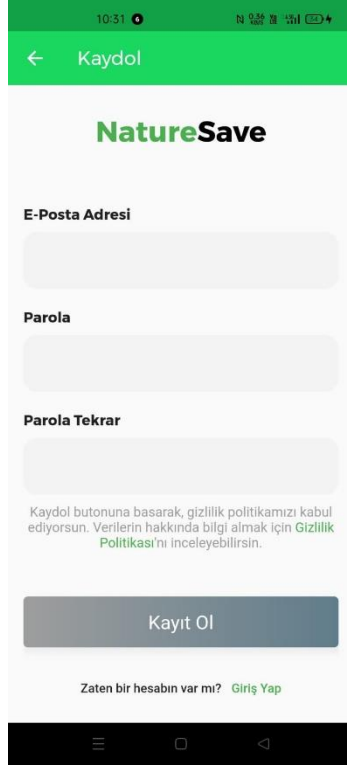 10:31
Kaydol
NatureSave
E-Posta Adresi
Parola
Parola Tekrar
Kaydol butonuna basarak, gizlilik politikamızı kabul
ediyorsun. Verilerin hakkında bilgi almak için Gizlilik
Politikası'nı inceleyebilirsin.
Kayıt Ol
Zaten bir hesabın var mı? Giriş Yap